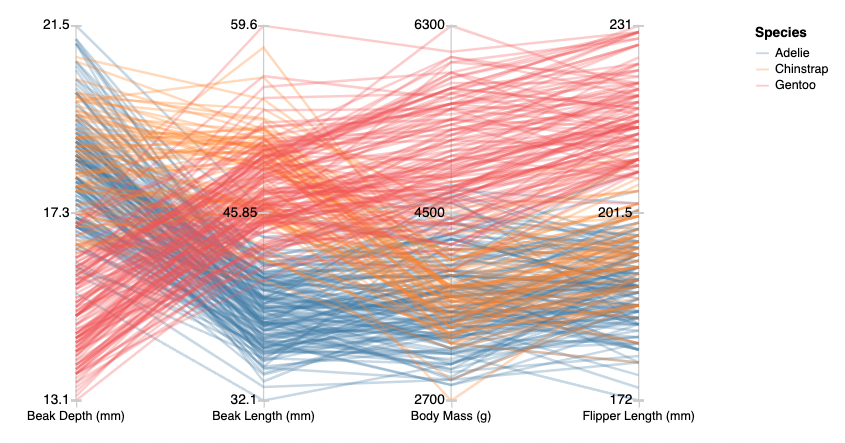 21.5
59.6
6300
231
17.3
45.85
4500
201.5
13.1
32.1
2700
172
Beak Depth (mm)
Beak Length (mm)
Body Mass (g)
Flipper Length (mm)
Species
Adelie
Chinstrap
Gentoo